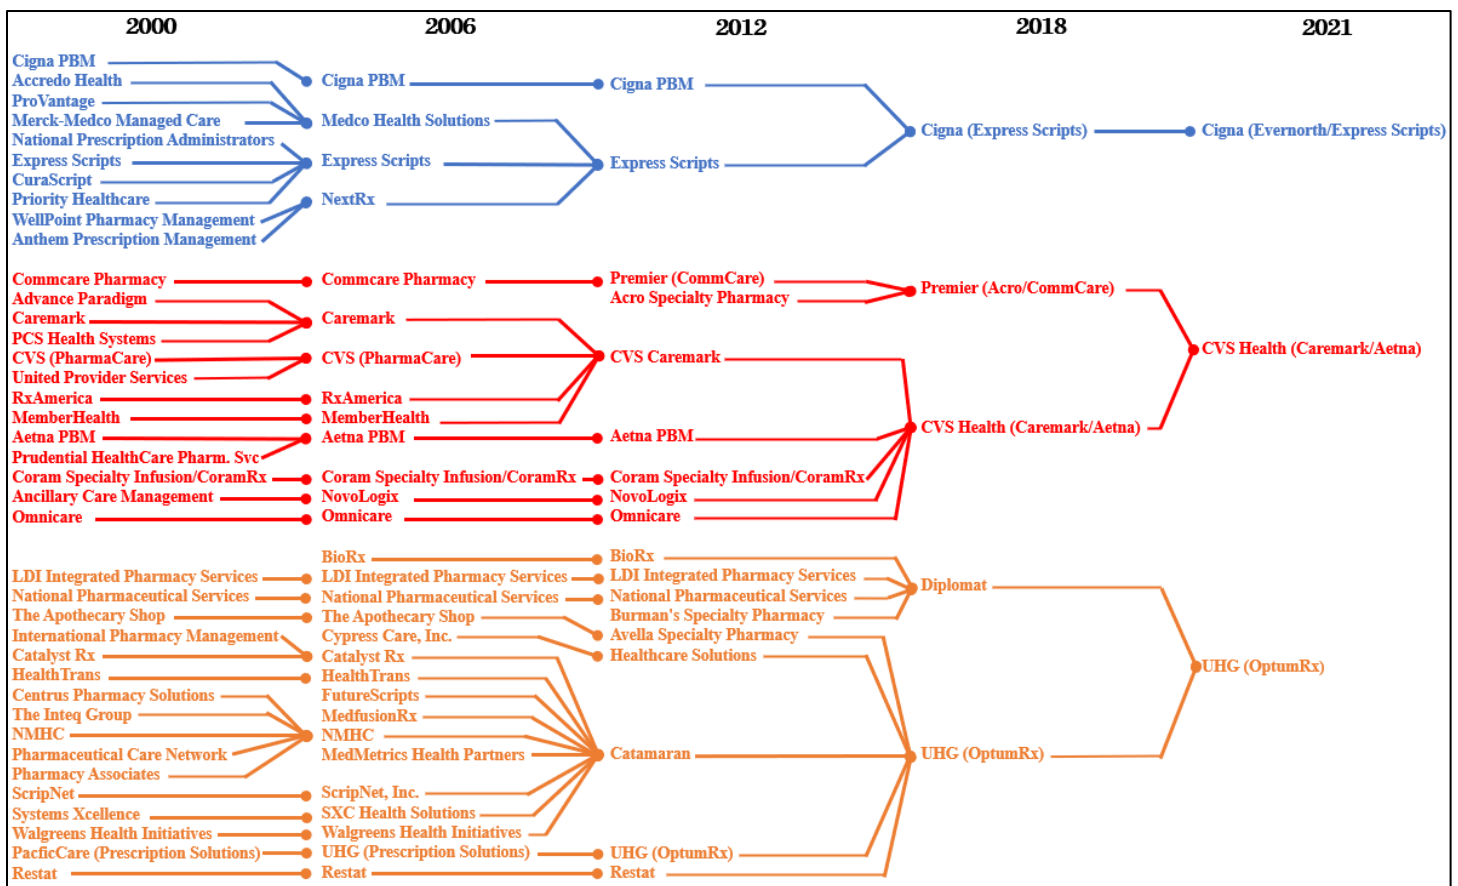 2000 2006 2012 2018 2021
Cigna PBM
Accredo Health Cigna PBM Cigna PBM
ProVantage
Merck-Medco Managed Care Medco Health Solutions
National Prescription Administrators Cigna (Express Scripts) Cigna (Evernorth/Express Scripts)
Express Scripts Express Scripts Express Scripts
CuraScript
Priority Healthcare NextRx
WellPoint Pharmacy Management
Anthem Prescription Management
Commcare Pharmacy Commcare Pharmacy Premier (CommCare)
Advance Paradigm Acro Specialty Pharmacy Premier (Acro/CommCare)
Caremark Caremark
PCS Health Systems CVS Health (Caremark/Aetna)
CVS (PharmaCare) CVS (PharmaCare) CVS Caremark
United Provider Services
RxAmerica RxAmerica
MemberHealth MemberHealth CVS Health (Caremark/Aetna)
Aetna PBM Aetna PBM Aetna PBM
Prudential HealthCare Pharm. Svc
Coram Specialty Infusion/CoramRx Coram Specialty Infusion/CoramRx Coram Specialty Infusion/CoramRx
Ancillary Care Management NovoLogix NovoLogix
Omnicare Omnicare Omnicare
BioRx BioRx
LDI Integrated Pharmacy Services LDI Integrated Pharmacy Services LDI Integrated Pharmacy Services Diplomat
National Pharmaceutical Services National Pharmaceutical Services National Pharmaceutical Services
The Apothecary Shop The Apothecary Shop Burman's Specialty Pharmacy
International Pharmacy Management Cypress Care, Inc. Avella Specialty Pharmacy
Catalyst Rx Catalyst Rx Healthcare Solutions
HealthTrans HealthTrans UHG (OptumRx)
Centrus Pharmacy Solutions FutureScripts
The Inteq Group MedfusionRx
NMHC NMHC
Pharmaceutical Care Network MedMetrics Health Partners Catamaran UHG (OptumRx)
Pharmacy Associates
ScripNet ScripNet, Inc.
Systems Xcellence SXC Health Solutions
Walgreens Health Initiatives Walgreens Health Initiatives
PacficCare (Prescription Solutions) UHG (Prescription Solutions) UHG (OptumRx)
Restat Restat Restat